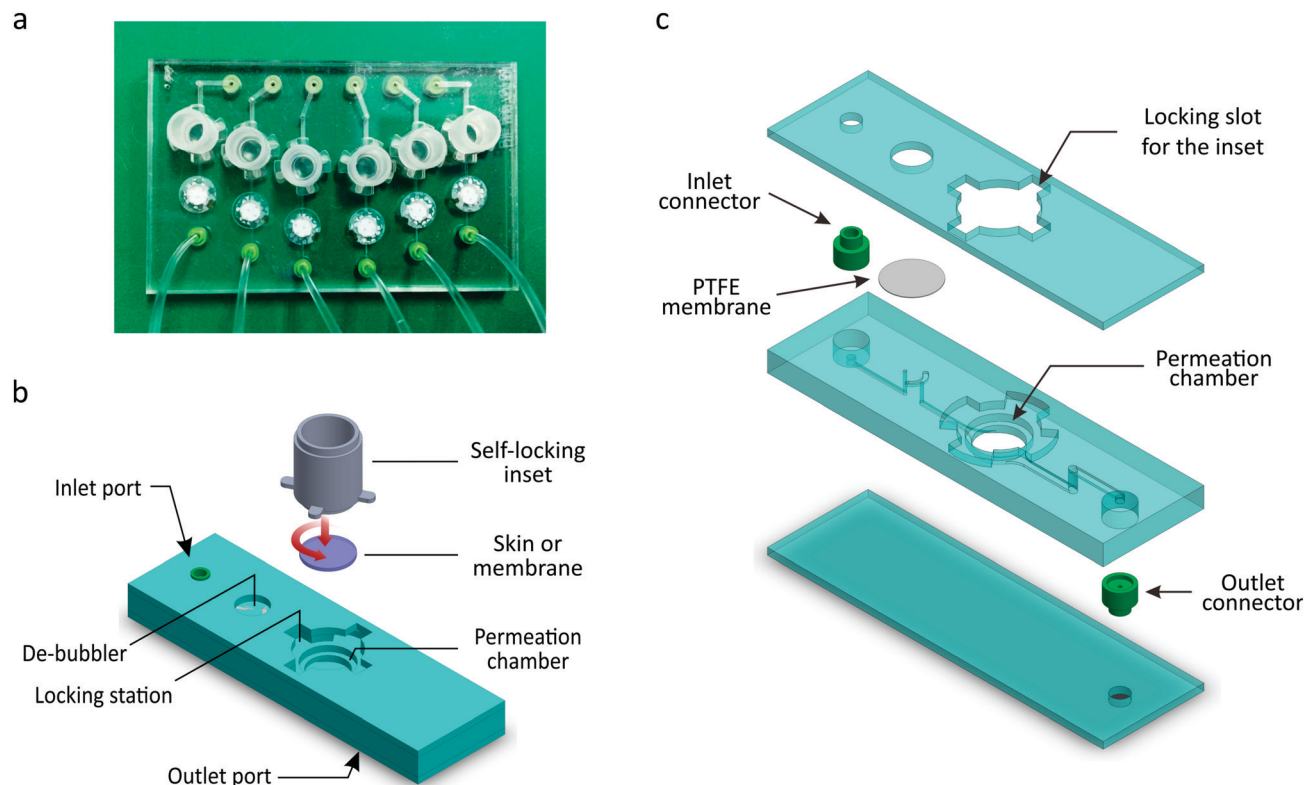 a
b
Self-locking
inset
Inlet port
Skin or
membrane
De-bubbler
Permeation
chamber
Locking station
Outlet port
c
Locking slot
for the inset
Inlet
connector
PTFE
membrane
Permeation
chamber
Outlet
connector